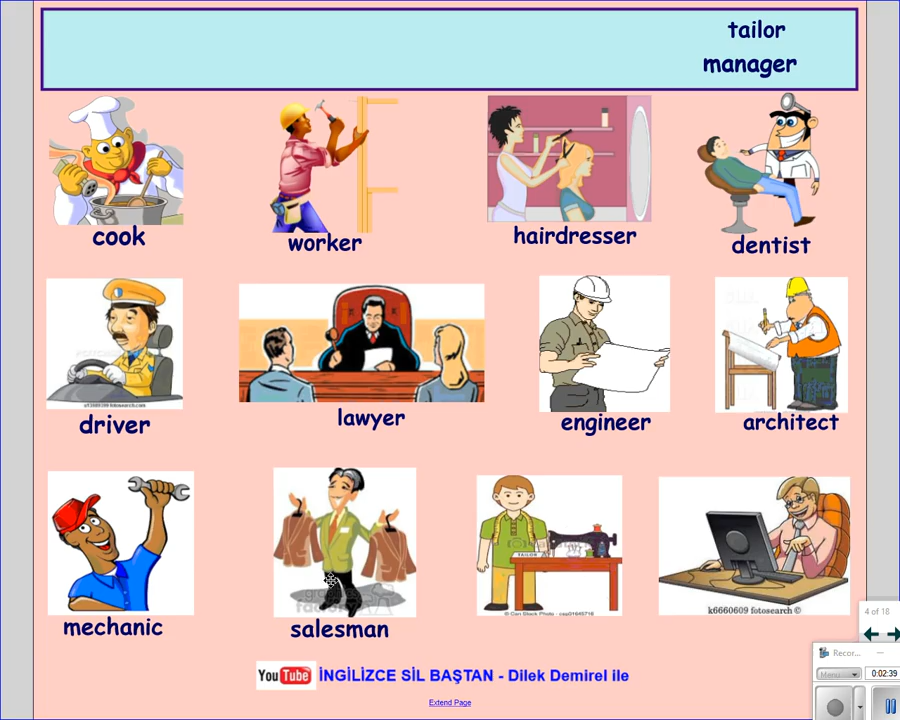 tailor
manager
cook
worker
hairdresser
dentist
driver
lawyer
engineer
architect
TAILOR
k6660609 fotosearch ©
mechanic
salesman
YouTube İNGİLİZCE SİL BAŞTAN - Dilek Demirel ile
Extend Page
4 of 18
Recor...
Menu
0:02:39